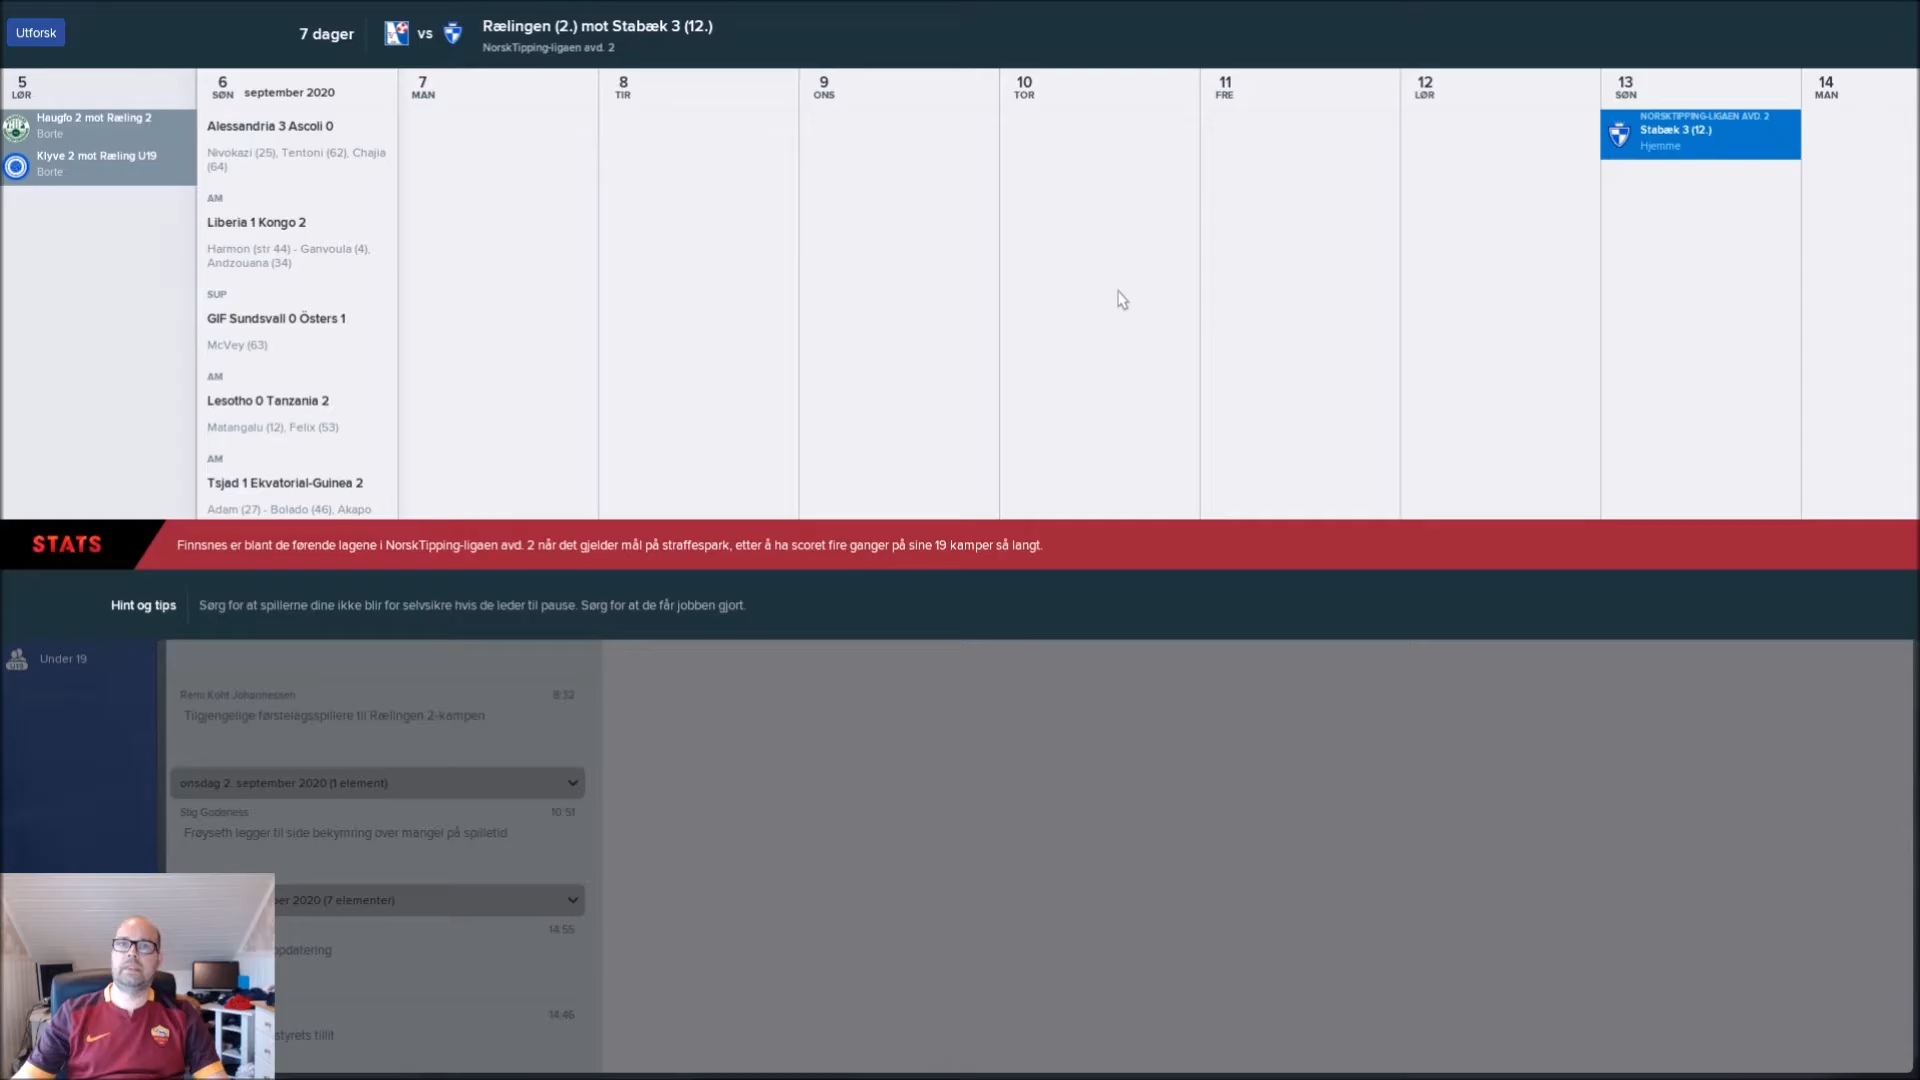 Utforsk
7 dager
vs
Rælingen (2.) mot Stabæk 3 (12.)
NorskTipping-ligaen avd. 2
5
LØR
6
SØN
september 2020
7
MAN
8
TIR
9
ONS
10
TOR
11
FRE
12
LØR
13
SØN
14
MAN
Haugfo 2 mot Ræling 2
Borte
Klyve 2 mot Ræling U19
Borte
Alessandria 3 Ascoli 0
Nivokazi (25), Tentoni (62), Chajia
(64)
AM
Liberia 1 Kongo 2
Harmon (str 44) - Ganvoula (4),
Andzouana (34)
SUP
GIF Sundsvall 0 Östers 1
McVey (63)
AM
Lesotho 0 Tanzania 2
Matangalu (12), Felix (53)
AM
Tsjad 1 Ekvatorial-Guinea 2
Adam (27) - Bolado (46), Akapo
NORSKTIPPING-LIGAEN AVD. 2
Stabæk 3 (12.)
Hjemme
STATS
Finnsnes er blant de førende lagene i NorskTipping-ligaen avd. 2 når det gjelder mål på straffespark, etter å ha scoret fire ganger på sine 19 kamper så langt.
Hint og tips
Sørg for at spillerne dine ikke blir for selvsikre hvis de leder til pause. Sørg for at de får jobben gjort.
Under 19
Remi Koht Johannessen
8:32
Tilgjengelige førstelagsspillere til Rælingen 2-kampen
onsdag 2. september 2020 (1 element)
Stig Godeness
10:51
Frøyseth legger til side bekymring over mangel på spilletid
ber 2020 (7 elementer)
14:55
ppdatering
14:46
styrets tillit